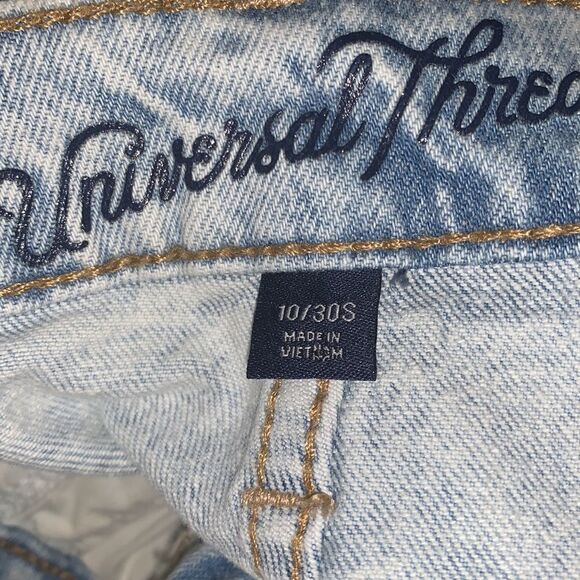 Universal Threa
10/30S
MADE IN
VIETNAM